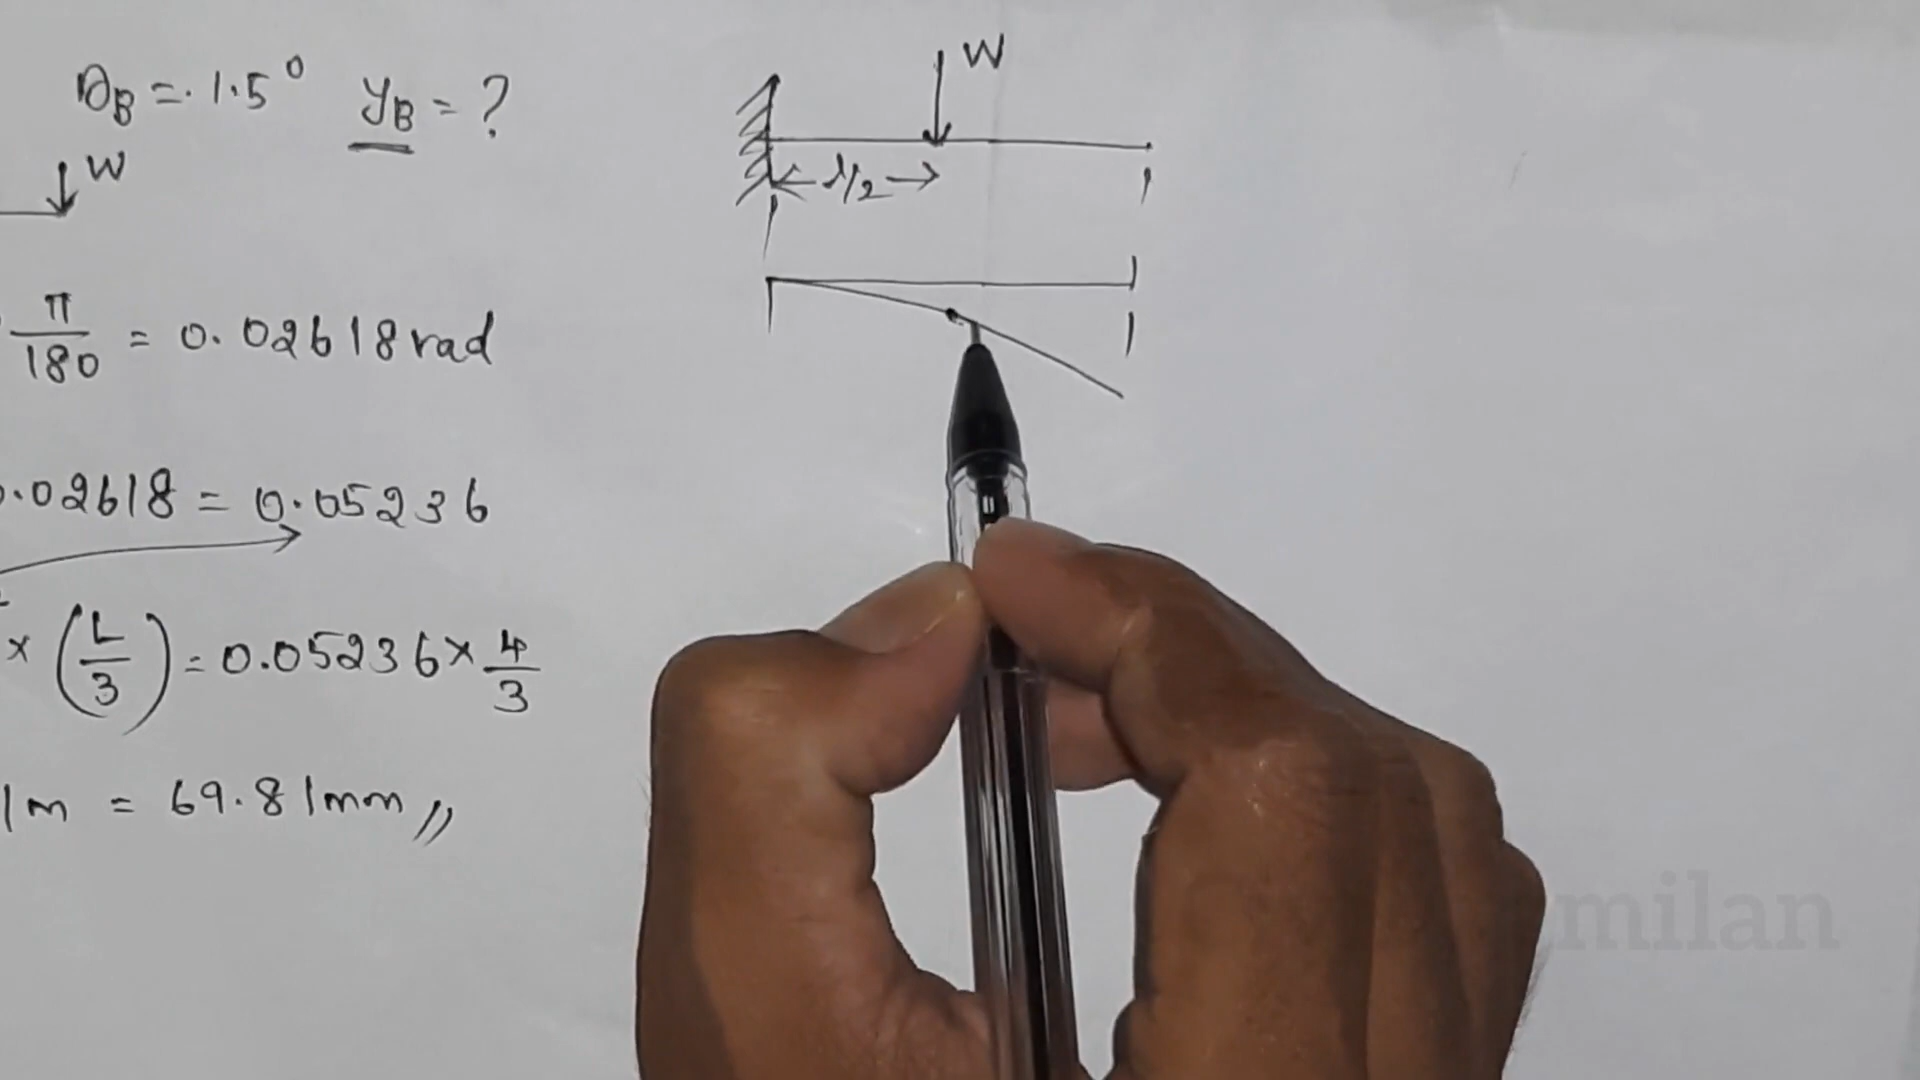 θB = 1.5° yB = ?
W
π/180 = 0.02618 rad
0.02618 = 0.05236
× (L/3) = 0.05236 × 4/3
1m = 69.81mm
W
l/2
milan